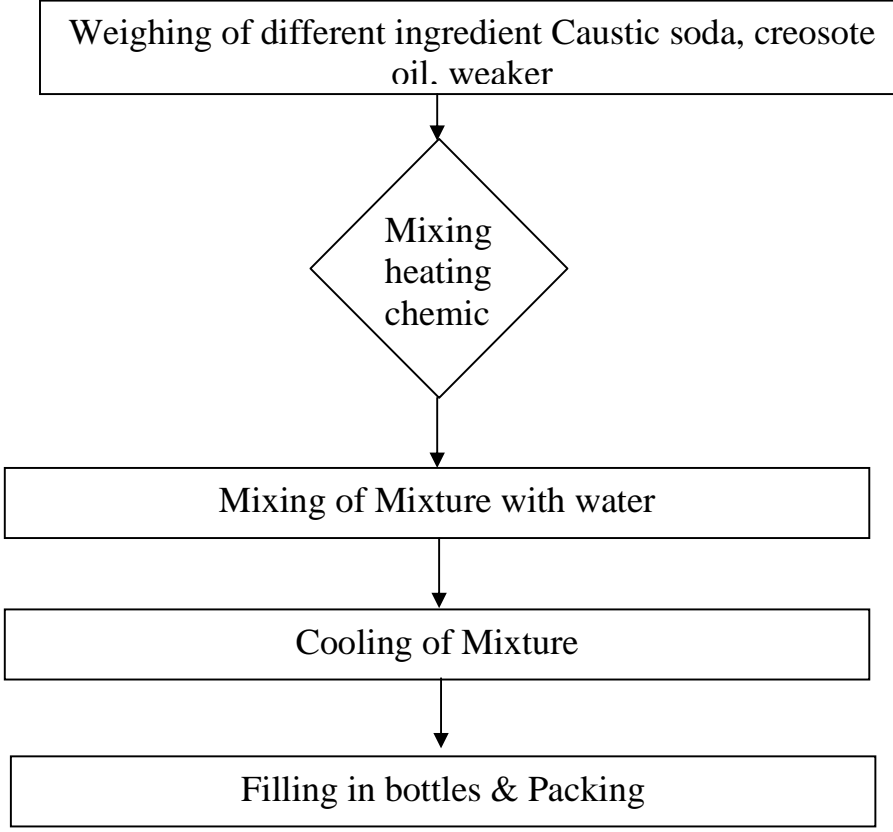 Weighing of different ingredient Caustic soda, creosote
oil, weaker
Mixing
heating
chemic
Mixing of Mixture with water
Cooling of Mixture
Filling in bottles & Packing